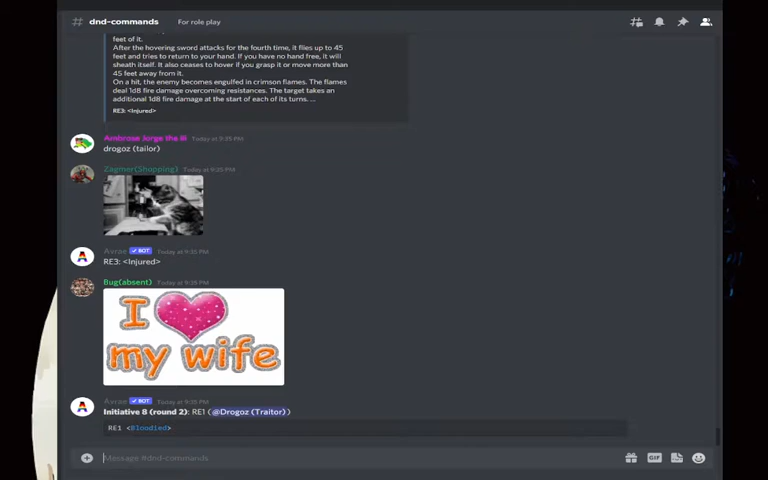 dnd-commands For role play
feet of it.
After the hovering sword attacks for the fourth time, it flies up to 45
feet and tries to return to your hand. If you have no hand free, it will
sheath itself. It also ceases to hover if you grasp it or move more than
45 feet away from it.
On a hit, the enemy becomes engulfed in crimson flames. The flames
deal 1d8 fire damage overcoming resistances. The target takes an
additional 1d8 fire damage at the start of each of its turns. ...
RE3: <Injured>
Ambrose Jorge the III Today at 9:35 PM
drogoz (tailor)
Zagmer(Shopping) Today at 9:35 PM
Avrae ✓ BOT Today at 9:35 PM
RE3: <Injured>
Bug(absent) Today at 9:35 PM
I
my wife
Avrae ✓ BOT Today at 9:35 PM
Initiative 8 (round 2): RE1 (@Drogoz (Traitor))
RE1 <Bloodied>
Message #dnd-commands
GIF